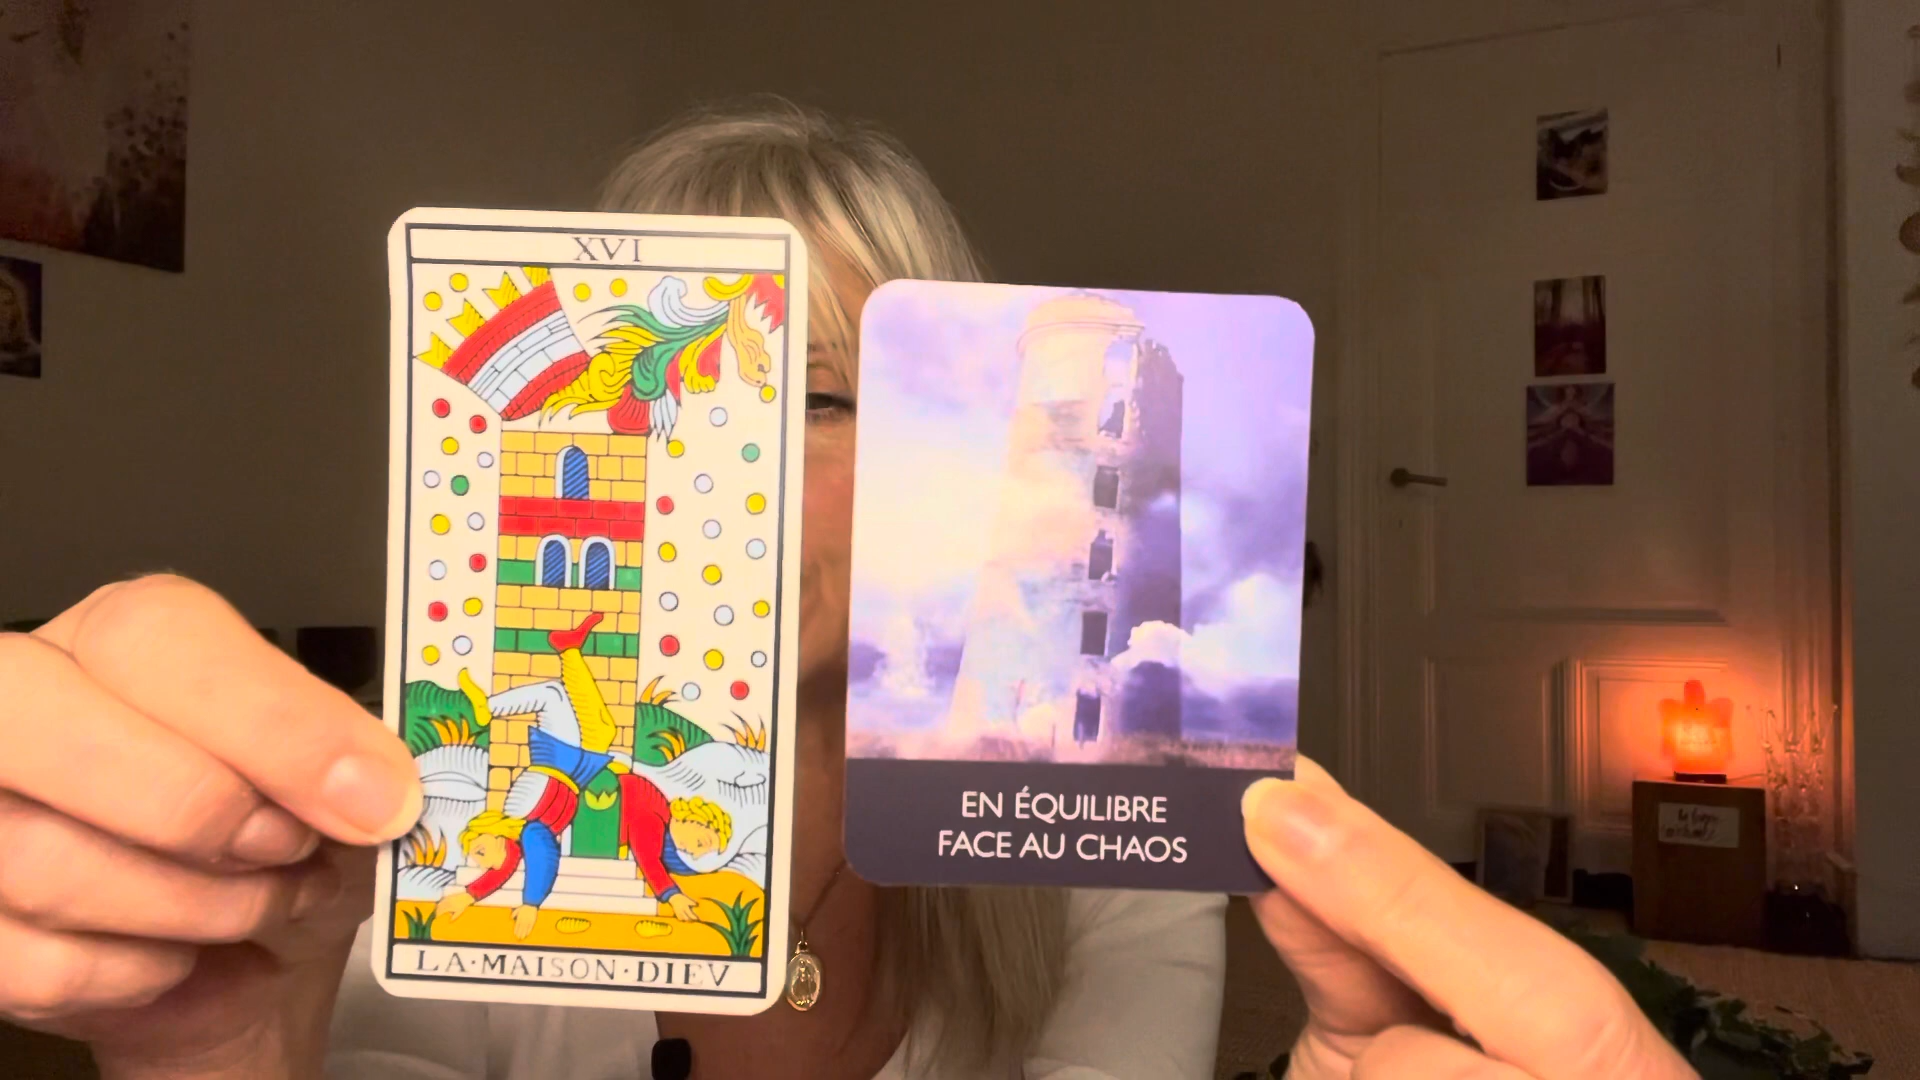 XVI
LA·MAISON·DIEV
EN ÉQUILIBRE
FACE AU CHAOS